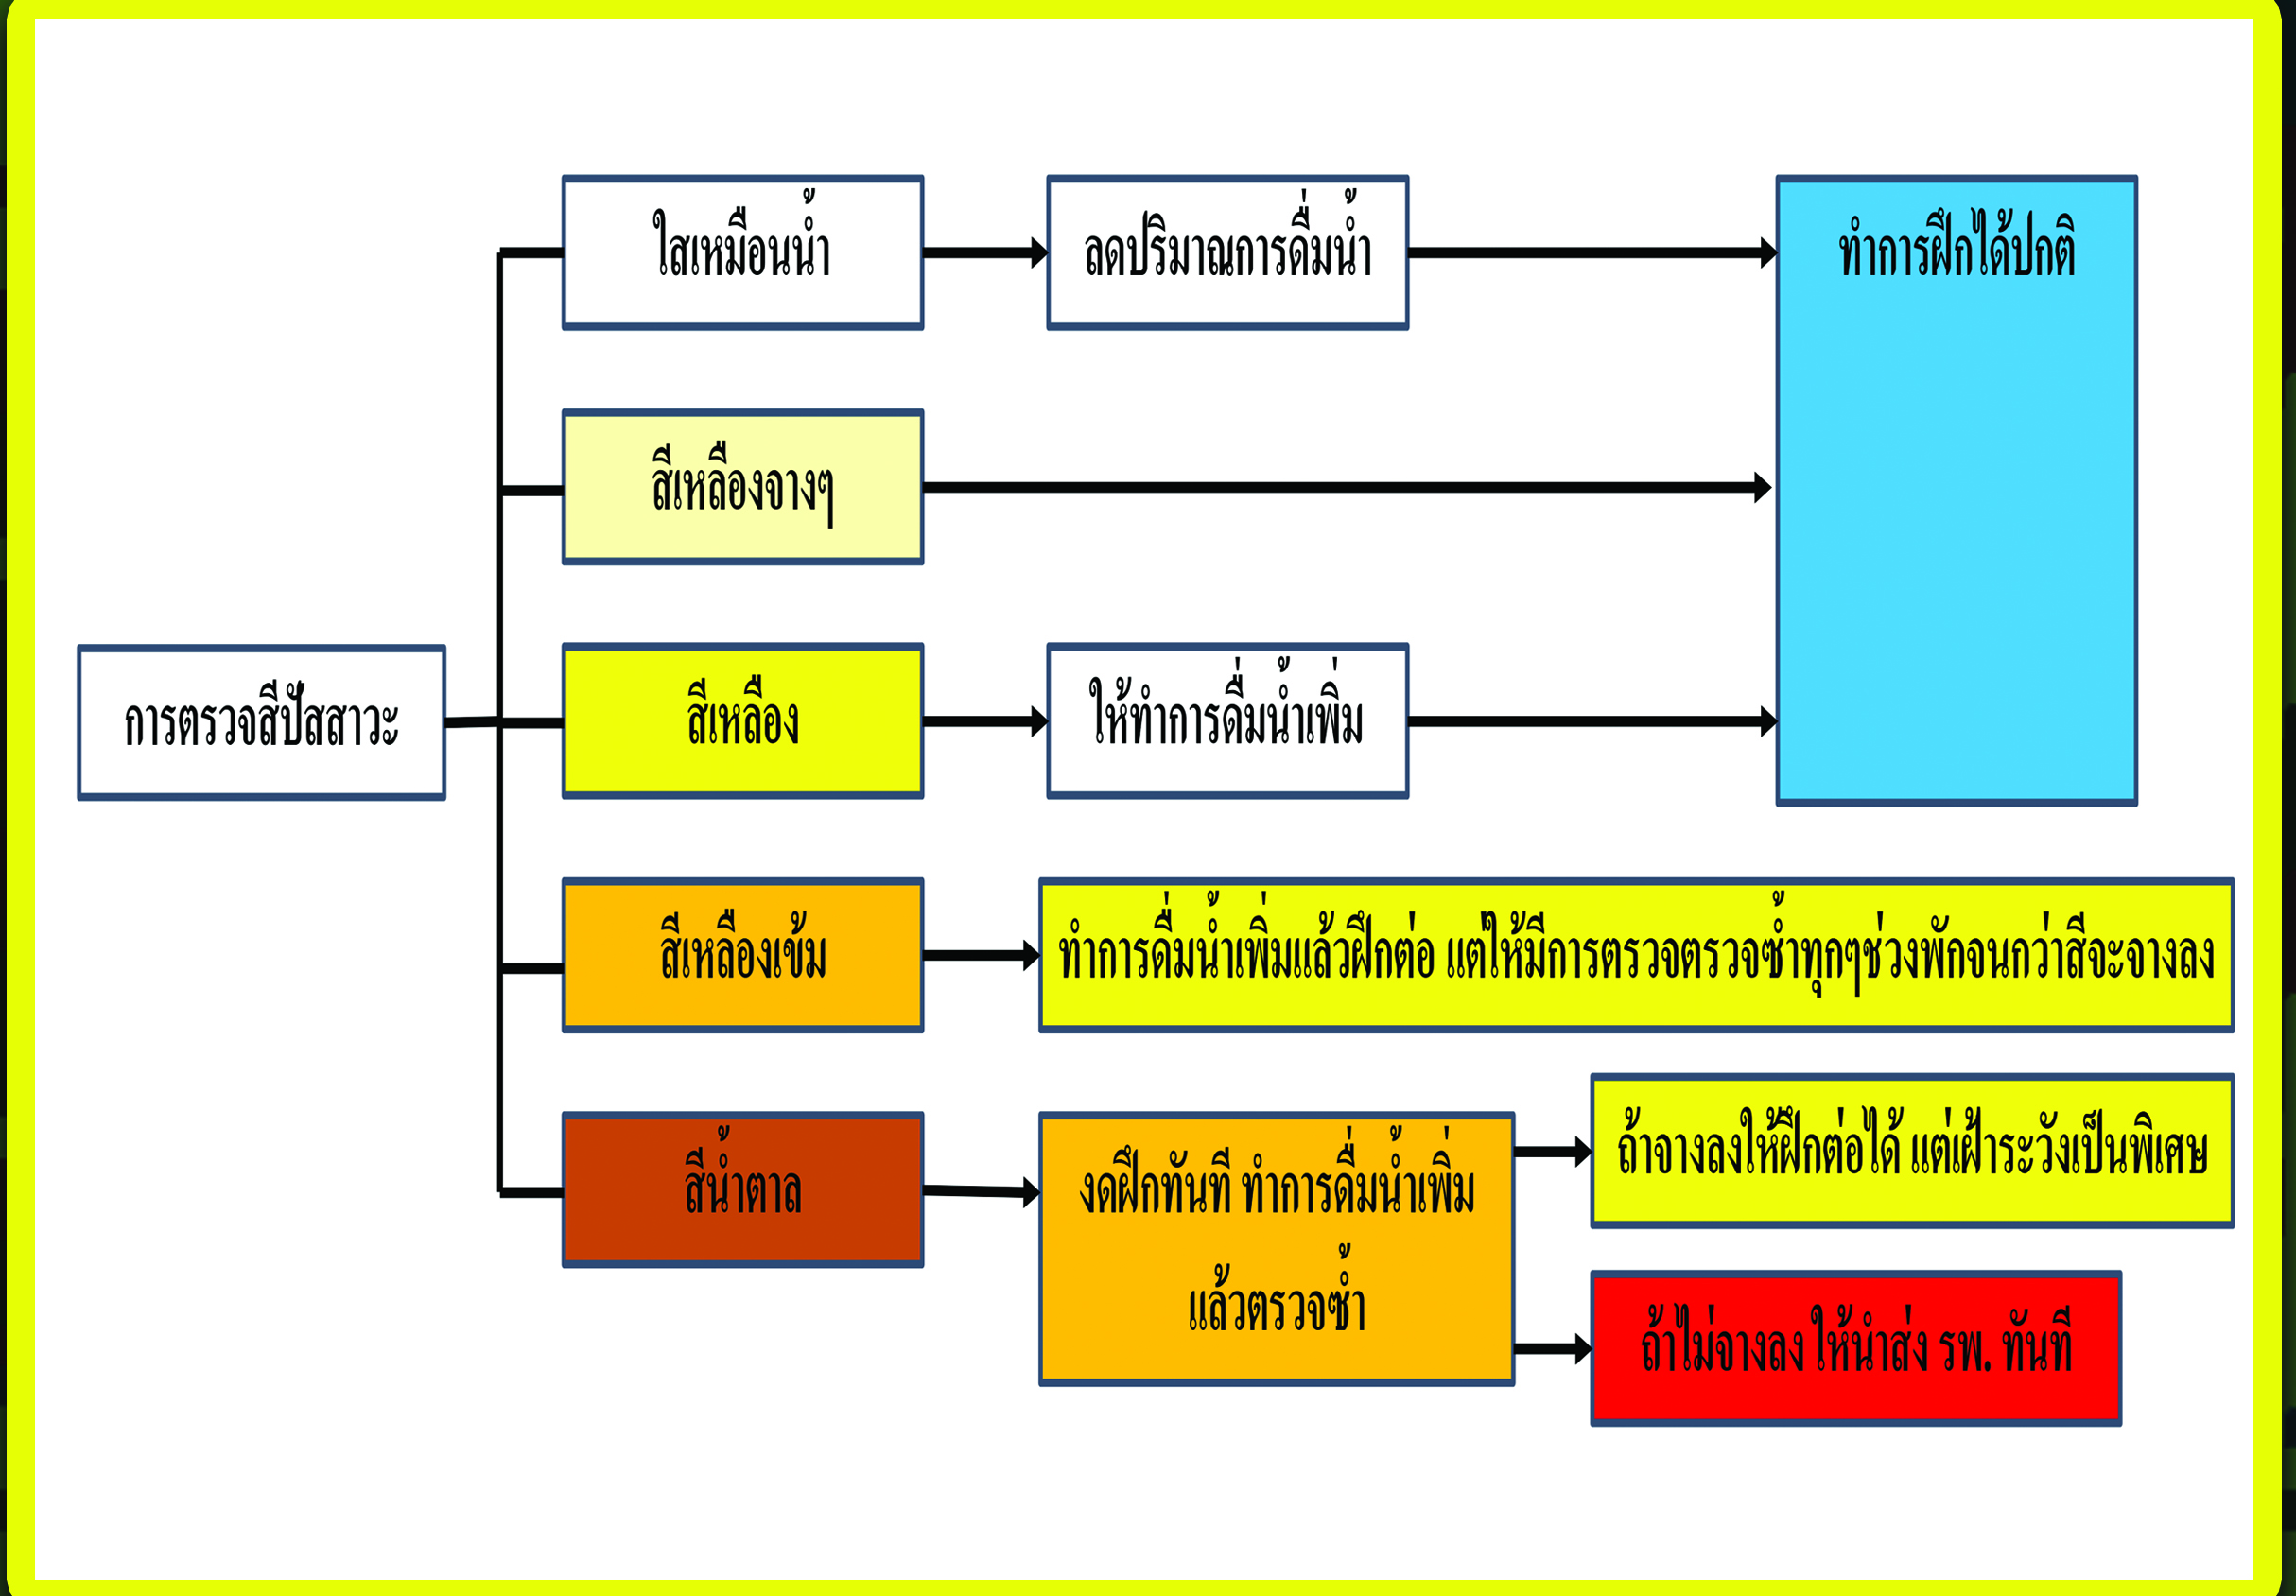 ใสเหมือนน้ำ
ลดปริมาณการดื่มน้ำ
ทำการฝึกได้ปกติ
สีเหลืองจางๆ
การตรวจสีปัสสาวะ
สีเหลือง
ให้ทำการดื่มน้ำเพิ่ม
สีเหลืองเข้ม
ทำการดื่มน้ำเพิ่มแล้วฝึกต่อ แต่ให้มีการตรวจตรวจซ้ำทุกๆช่วงพักจนกว่าสีจะจางลง
สีน้ำตาล
งดฝึกทันที ทำการดื่มน้ำเพิ่ม
แล้วตรวจซ้ำ
ถ้าจางลงให้ฝึกต่อได้ แต่เฝ้าระวังเป็นพิเศษ
ถ้าไม่จางลง ให้นำส่ง รพ. ทันที